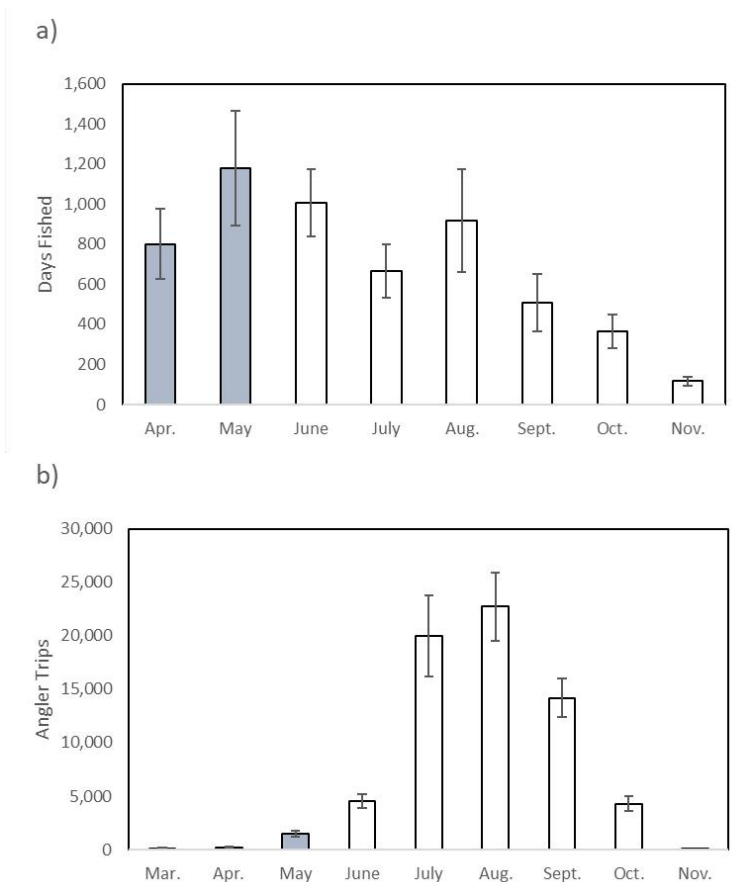 a)
1,600
1,400
1,200
1,000
800
600
400
200
0
Days Fished
Apr. May June July Aug. Sept. Oct. Nov.
b)
30,000
25,000
20,000
15,000
10,000
5,000
0
Angler Trips
Mar. Apr. May June July Aug. Sept. Oct. Nov.